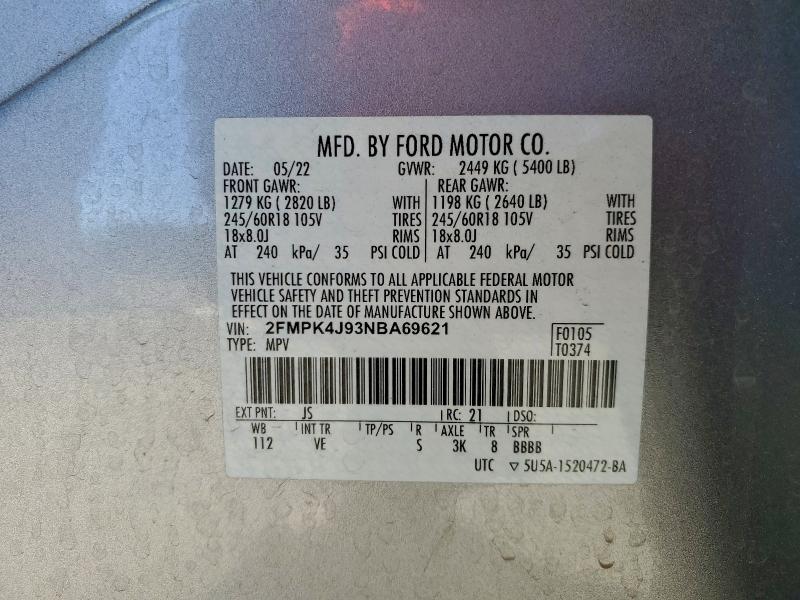 MFD. BY FORD MOTOR CO.
DATE: 05/22 GVWR: 2449 KG ( 5400 LB)
FRONT GAWR: REAR GAWR:
1279 KG ( 2820 LB) WITH 1198 KG ( 2640 LB) WITH
245/60R18 105V TIRES 245/60R18 105V TIRES
18x8.0J RIMS 18x8.0J RIMS
AT 240 kPa/ 35 PSI COLD AT 240 kPa/ 35 PSI COLD
THIS VEHICLE CONFORMS TO ALL APPLICABLE FEDERAL MOTOR
VEHICLE SAFETY AND THEFT PREVENTION STANDARDS IN
EFFECT ON THE DATE OF MANUFACTURE SHOWN ABOVE.
VIN: 2FMPK4J93NBA69621 F0105
TYPE: MPV T0374
EXT PNT: JS RC: 21 DSO:
WB INT TR TP/PS R AXLE TR SPR
112 VE S 3K 8 BBBB
UTC ▽ 5U5A-1520472-BA